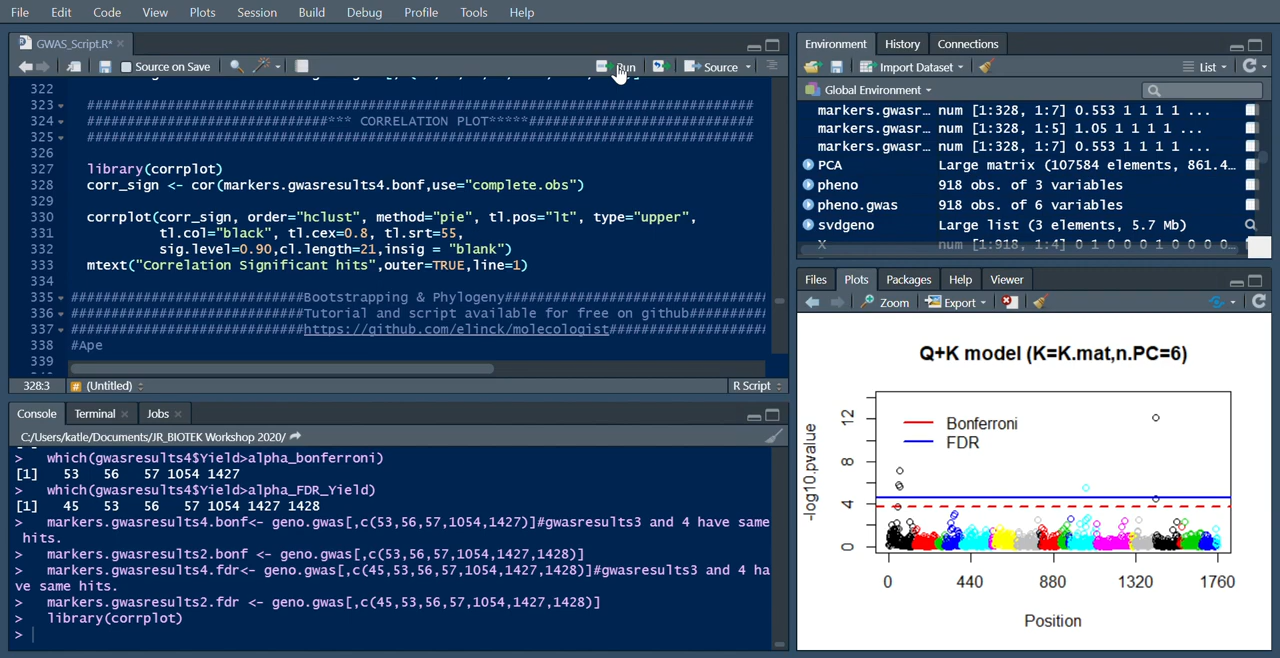 File Edit Code View Plots Session Build Debug Profile Tools Help
GWAS_Script.R*
Source on Save
Run
Source
322
323 ###################################################################################
324 ##############################*** CORRELATION PLOT*****############################
325 ###################################################################################
326
327 library(corrplot)
328 corr_sign <- cor(markers.gwasresults4.bonf,use="complete.obs")
329
330 corrplot(corr_sign, order="hclust", method="pie", tl.pos="lt", type="upper",
331 tl.col="black", tl.cex=0.8, tl.srt=55,
332 sig.level=0.90,cl.length=21,insig = "blank")
333 mtext("Correlation Significant hits",outer=TRUE,line=1)
334
335 #############################Bootstrapping & Phylogeny#################################
336 #############################Tutorial and script available for free on github##########
337 #############################https://github.com/elinck/molecologist####################
338 #Ape
339
328:3 # (Untitled) R Script
Console Terminal Jobs
C:/Users/katle/Documents/JR_BIOTEK Workshop 2020/
> which(gwasresults4$Yield>alpha_bonferroni)
[1] 53 56 57 1054 1427
> which(gwasresults4$Yield>alpha_FDR_Yield)
[1] 45 53 56 57 1054 1427 1428
> markers.gwasresults4.bonf<- geno.gwas[,c(53,56,57,1054,1427)]#gwasresults3 and 4 have same
hits.
> markers.gwasresults2.bonf <- geno.gwas[,c(53,56,57,1054,1427,1428)]
> markers.gwasresults4.fdr<- geno.gwas[,c(45,53,56,57,1054,1427,1428)]#gwasresults3 and 4 ha
ve same hits.
> markers.gwasresults2.fdr <- geno.gwas[,c(45,53,56,57,1054,1427,1428)]
> library(corrplot)
>
Environment History Connections
Import Dataset
List
Global Environment
markers.gwasr… num [1:328, 1:7] 0.553 1 1 1 1 ...
markers.gwasr… num [1:328, 1:5] 1.05 1 1 1 1 ...
markers.gwasr… num [1:328, 1:7] 0.553 1 1 1 1 ...
PCA Large matrix (107584 elements, 861.4…
pheno 918 obs. of 3 variables
pheno.gwas 918 obs. of 6 variables
svdgeno Large list (3 elements, 5.7 Mb)
X num [1:918, 1:4] 0 1 0 0 0 1 0 0 0 0…
Files Plots Packages Help Viewer
Zoom Export
Q+K model (K=K.mat,n.PC=6)
Bonferroni
FDR
-log10.pvalue
12
8
4
0
0 440 880 1320 1760
Position